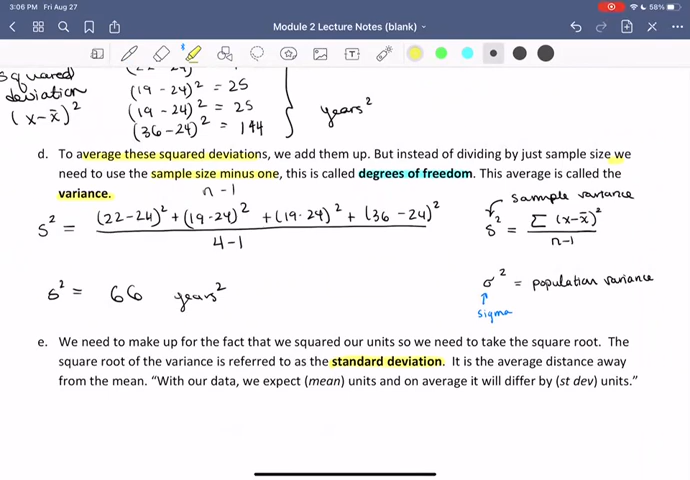 3:06 PM Fri Aug 27
58%
Module 2 Lecture Notes (blank)
squared
deviation
(x-x̄)²
(22-24)²
(19-24)² = 25
(19-24)² = 25
(36-24)² = 144
years²
d. To average these squared deviations, we add them up. But instead of dividing by just sample size we
need to use the sample size minus one, this is called the degrees of freedom. This average is called the
variance.
n-1
s² = (22-24)² + (19-24)² + (19-24)² + (36-24)²
4-1
sample variance
s² = Σ(x-x̄)²
n-1
s² = 66 years²
σ² = population variance
sigma
e. We need to make up for the fact that we squared our units so we need to take the square root. The
square root of the variance is referred to as the standard deviation. It is the average distance away
from the mean. “With our data, we expect (mean) units and on average it will differ by (st dev) units.”